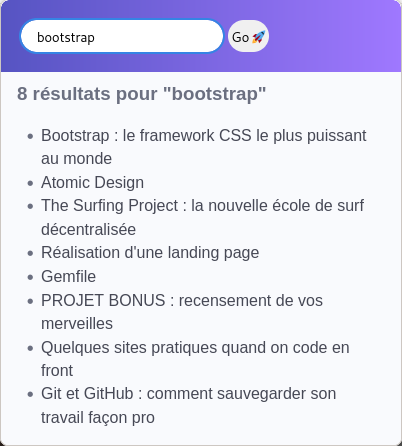 bootstrap
Go 🚀
8 résultats pour "bootstrap"
• Bootstrap : le framework CSS le plus puissant
au monde
• Atomic Design
• The Surfing Project : la nouvelle école de surf
décentralisée
• Réalisation d'une landing page
• Gemfile
• PROJET BONUS : recensement de vos
merveilles
• Quelques sites pratiques quand on code en
front
• Git et GitHub : comment sauvegarder son
travail façon pro